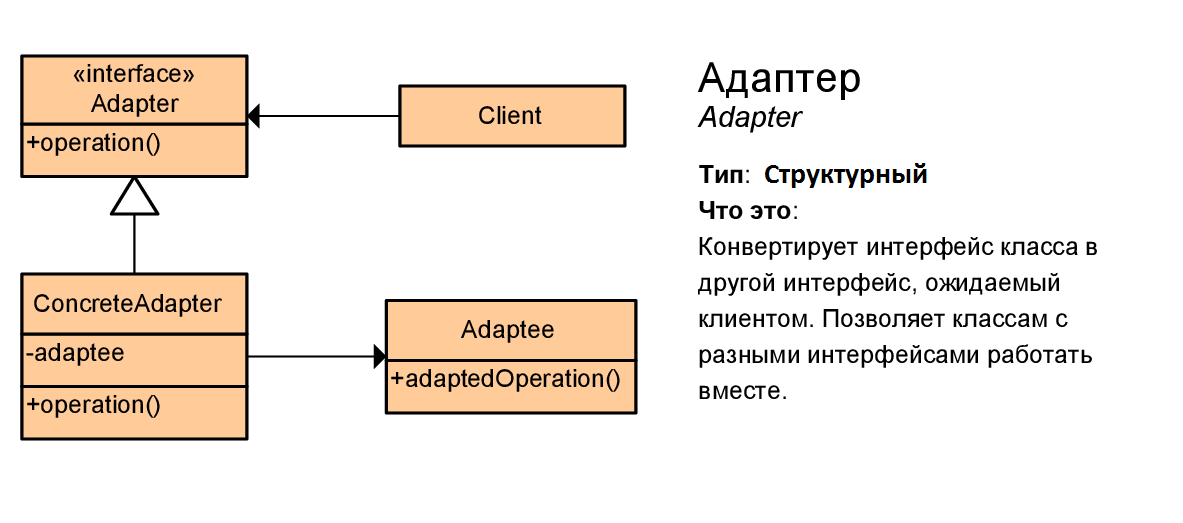 «interface»
Adapter
+operation()
Client
ConcreteAdapter
-adaptee
+operation()
Adaptee
+adaptedOperation()
Адаптер
Adapter
Тип: Структурный
Что это:
Конвертирует интерфейс класса в
другой интерфейс, ожидаемый
клиентом. Позволяет классам с
разными интерфейсами работать
вместе.